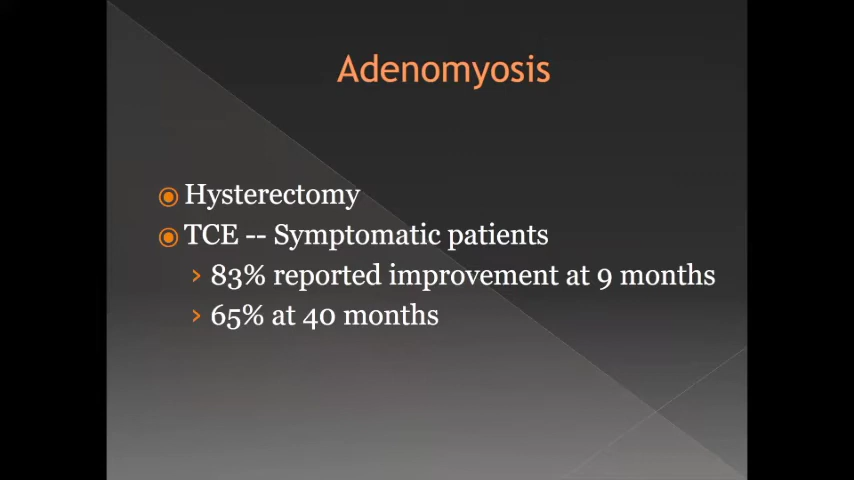 Adenomyosis
Hysterectomy
TCE -- Symptomatic patients
83% reported improvement at 9 months
65% at 40 months